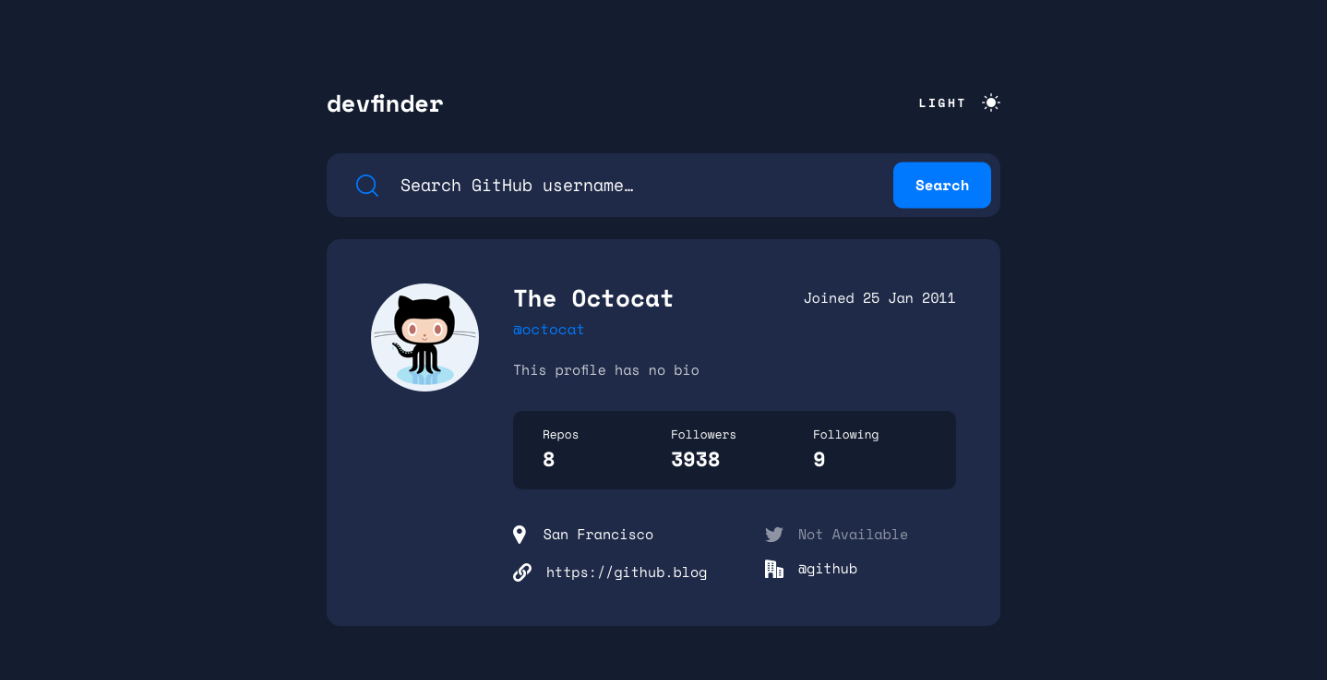 devfinder
LIGHT
Search GitHub username…
Search
The Octocat
Joined 25 Jan 2011
@octocat
This profile has no bio
Repos
Followers
Following
8
3938
9
San Francisco
Not Available
https://github.blog
@github